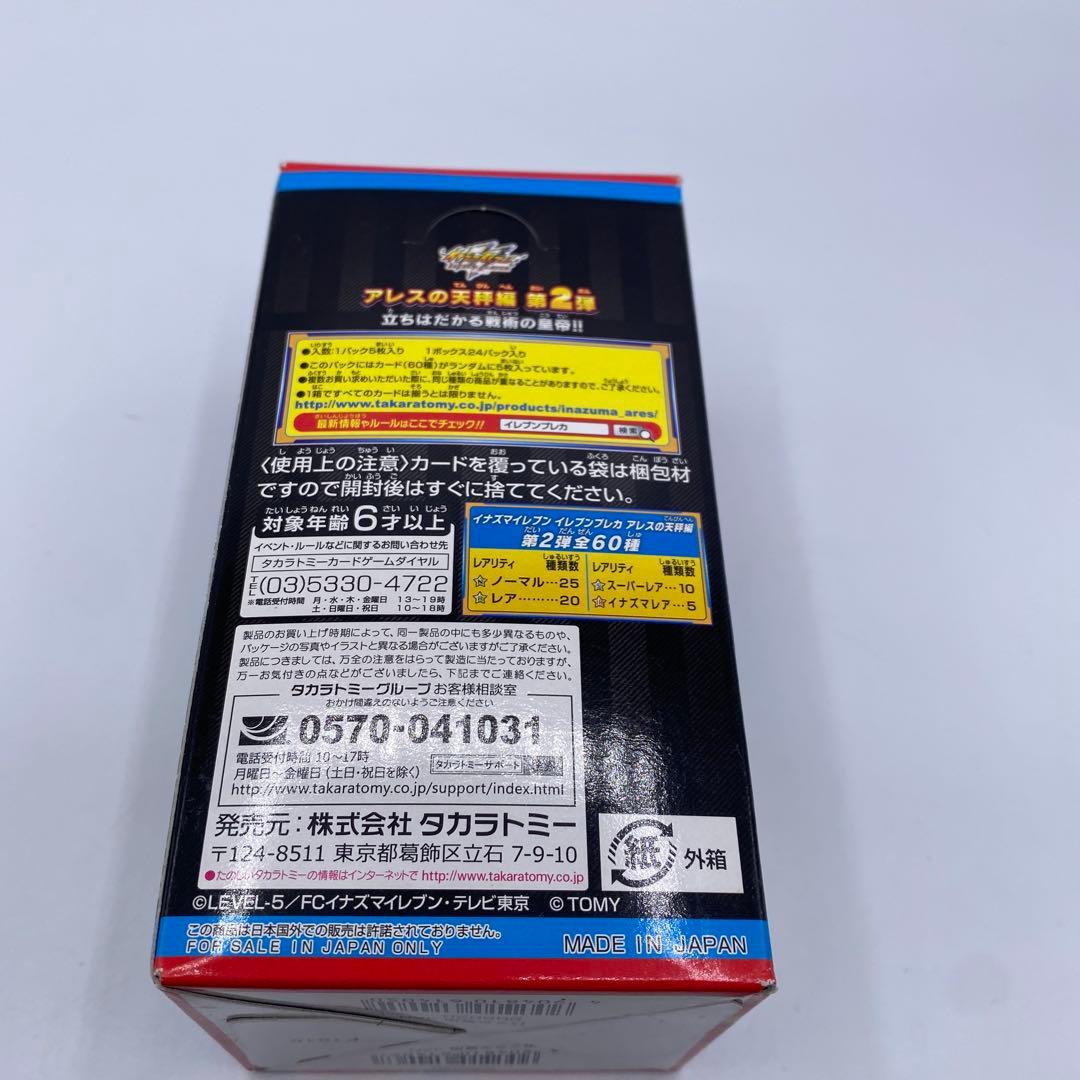 アレスの天秤編 第2弾
立ちはだかる戦術の皇帝!!
●入数:1パック5枚入り 1ボックス24パック入り
●このパックにはカード(60種)がランダムに5枚入っています。
●複数お買い求めいただいた際に、同じ種類の商品が重なることがありますので、ご了承ください。
●1箱ですべてのカードは揃うとは限りません。
http://www.takaratomy.co.jp/products/inazuma_ares/
最新情報やルールはここでチェック!! イレブンプレカ 検索
〈使用上の注意〉カードを覆っている袋は梱包材
ですので開封後はすぐに捨ててください。
対象年齢6才以上
イベント・ルールなどに関するお問い合わせ先
タカラトミーカードゲームダイヤル
TEL (03)5330-4722
※電話受付時間 月・水・木・金曜日 13〜19時
土・日曜日・祝日 10〜18時
イナズマイレブン イレブンプレカ アレスの天秤編
第2弾全60種
レアリティ 種類数 レアリティ 種類数
ノーマル…25 スーパーレア…10
レア………20 イナズマレア…5
製品のお買い上げ時期によって、同一製品の中にも多少異なるものや、
パッケージの写真やイラストと異なる場合がございますがご了承ください。
製品につきましては、万全の注意をはらって製造に当たっておりますが、
万一お気付きの点などがございましたら、下記までご連絡ください。
タカラトミーグループ お客様相談室
おかけ間違えのないようご注意ください
0570-041031
電話受付時間 10〜17時
月曜日〜金曜日(土日・祝日を除く) タカラトミーサポート
http://www.takaratomy.co.jp/support/index.html
発売元:株式会社 タカラトミー
〒124-8511 東京都葛飾区立石 7-9-10
●たのしいタカラトミーの情報はインターネットで http://www.takaratomy.co.jp
紙 外箱
©LEVEL-5/FCイナズマイレブン・テレビ東京 ©TOMY
この商品は日本国外での販売は許諾されておりません。
FOR SALE IN JAPAN ONLY MADE IN JAPAN